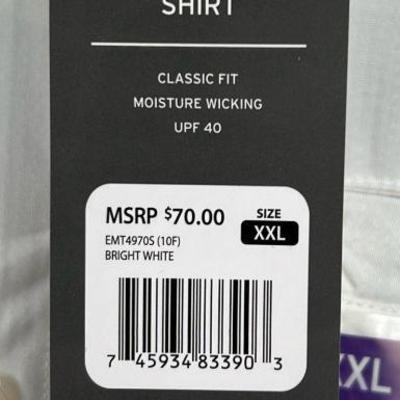 SHIRT
CLASSIC FIT
MOISTURE WICKING
UPF 40
MSRP $70.00
SIZE
XXL
EMT4970S (10F)
BRIGHT WHITE
7 45934 83390 3
XXL